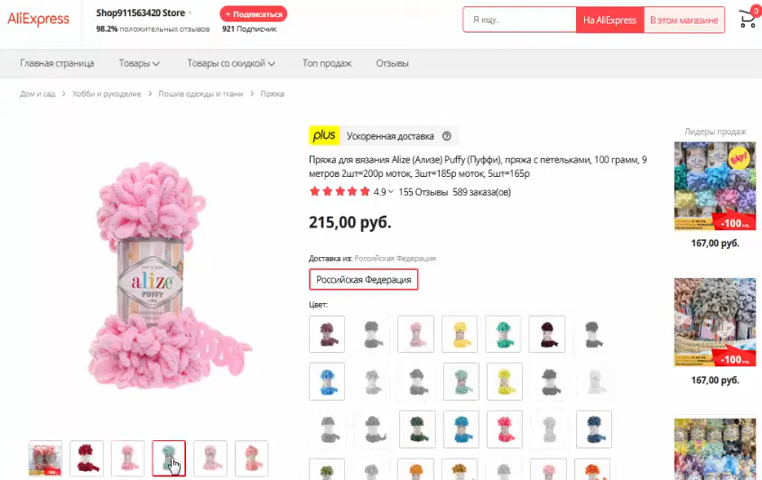 AliExpress
Shop911563420 Store
+ Подписаться
98.2% положительных отзывов 921 Подписчик
Я ищу..
На AliExpress
В этом магазине
0
Главная страница Товары Товары со скидкой Топ продаж Отзывы
Дом и сад > Хобби и рукоделие > Пошив одежды и ткани > Пряжа
plus Ускоренная доставка
Пряжа для вязания Alize (Ализе) Puffy (Пуффи), пряжа с петельками, 100 грамм, 9
метров 2шт=200р моток, 3шт=185р моток, 5шт=165р
4.9 155 Отзывы 589 заказа(ов)
215,00 руб.
Доставка из: Российская Федерация
Российская Федерация
Цвет:
alize
PUFFY
Лидеры продаж
-100
167,00 руб.
-100
167,00 руб.